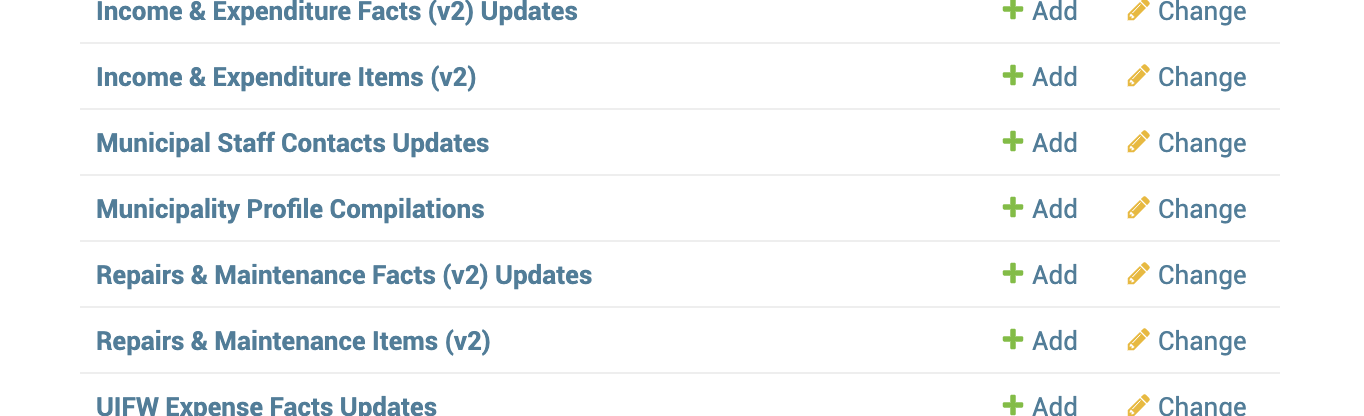 Income & Expenditure Facts (v2) Updates Add Change
Income & Expenditure Items (v2) Add Change
Municipal Staff Contacts Updates Add Change
Municipality Profile Compilations Add Change
Repairs & Maintenance Facts (v2) Updates Add Change
Repairs & Maintenance Items (v2) Add Change
UIFW Expense Facts Updates Add Change